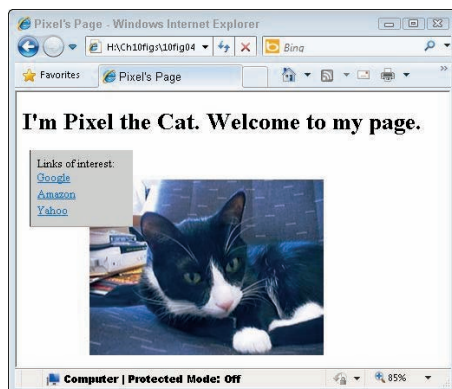 Pixel's Page - Windows Internet Explorer
H:\Ch10figs\10fig04
Bing
Favorites
Pixel's Page
I'm Pixel the Cat. Welcome to my page.
Links of interest:
Google
Amazon
Yahoo
Computer | Protected Mode: Off
85%